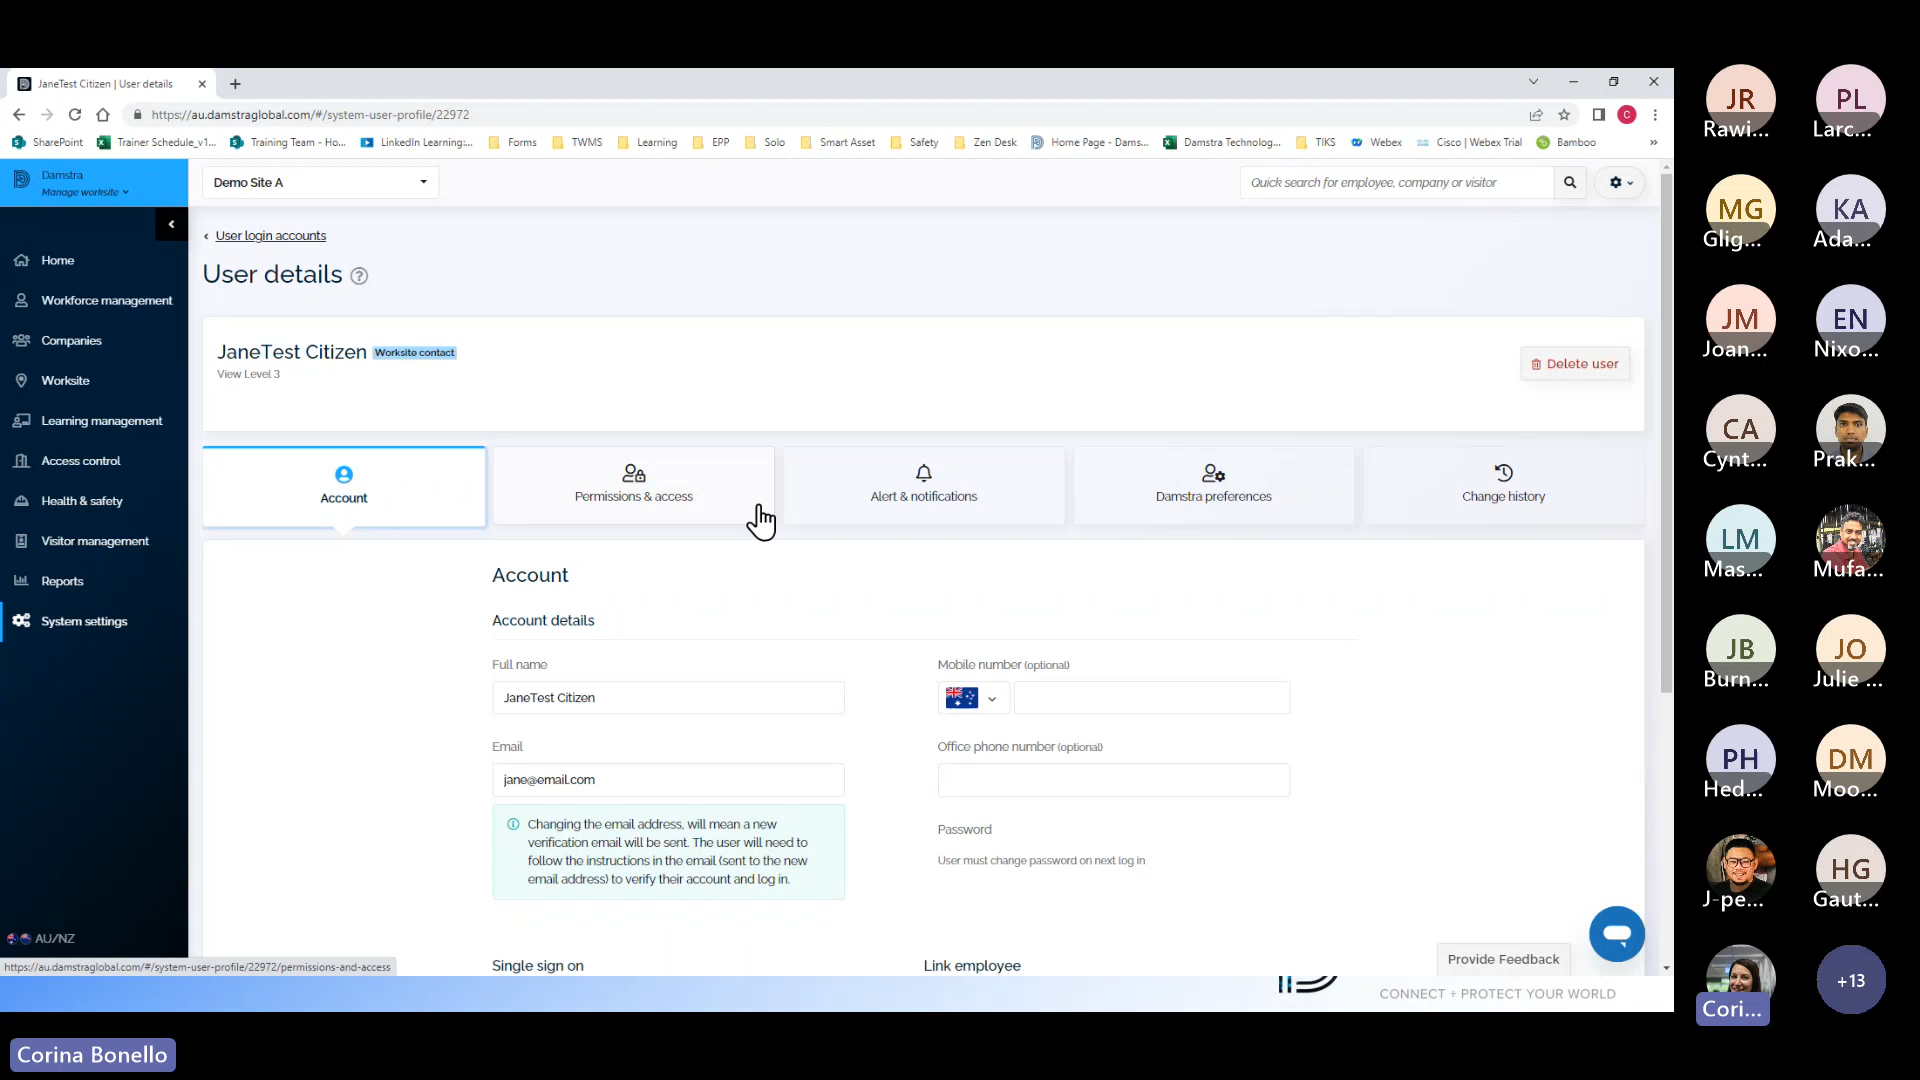 JaneTest Citizen | User details
https://au.damstraglobal.com/#/system-user-profile/22972
C
SharePoint
Trainer Schedule_v1...
Training Team - Ho...
LinkedIn Learning:...
Forms
TWMS
Learning
EPP
Solo
Smart Asset
Safety
Zen Desk
Home Page - Dams...
Damstra Technolog...
TIKS
Webex
Cisco | Webex Trial
Bamboo
»
Damstra
Manage worksite
Demo Site A
Quick search for employee, company or visitor
Home
Workforce management
Companies
Worksite
Learning management
Access control
Health & safety
Visitor management
Reports
System settings
AU/NZ
https://au.damstraglobal.com/#/system-user-profile/22972/permissions-and-access
User login accounts
User details ?
JaneTest Citizen Worksite contact
View Level 3
Delete user
Account
Permissions & access
Alert & notifications
Damstra preferences
Change history
Account
Account details
Full name
JaneTest Citizen
Mobile number (optional)
Email
jane@email.com
Office phone number (optional)
Changing the email address, will mean a new
verification email will be sent. The user will need to
follow the instructions in the email (sent to the new
email address) to verify their account and log in.
Password
User must change password on next log in
Single sign on
Link employee
Provide Feedback
CONNECT + PROTECT YOUR WORLD
Corina Bonello
JR
Rawi...
PL
Larc...
MG
Glig...
KA
Ada...
JM
Joan...
EN
Nixo...
CA
Cynt...
Prak...
LM
Mas...
Mufa...
JB
Burn...
JO
Julie ...
PH
Hed...
DM
Moo...
J-pe...
HG
Gaut...
Cori...
+13